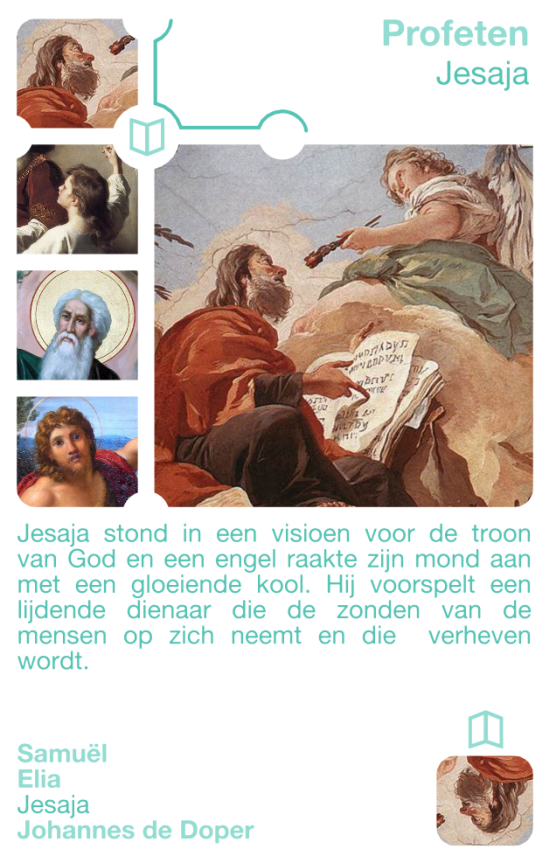 Profeten
Jesaja
Jesaja stond in een visioen voor de troon
van God en een engel raakte zijn mond aan
met een gloeiende kool. Hij voorspelt een
lijdende dienaar die de zonden van de
mensen op zich neemt en die verheven
wordt.
Samuël
Elia
Jesaja
Johannes de Doper